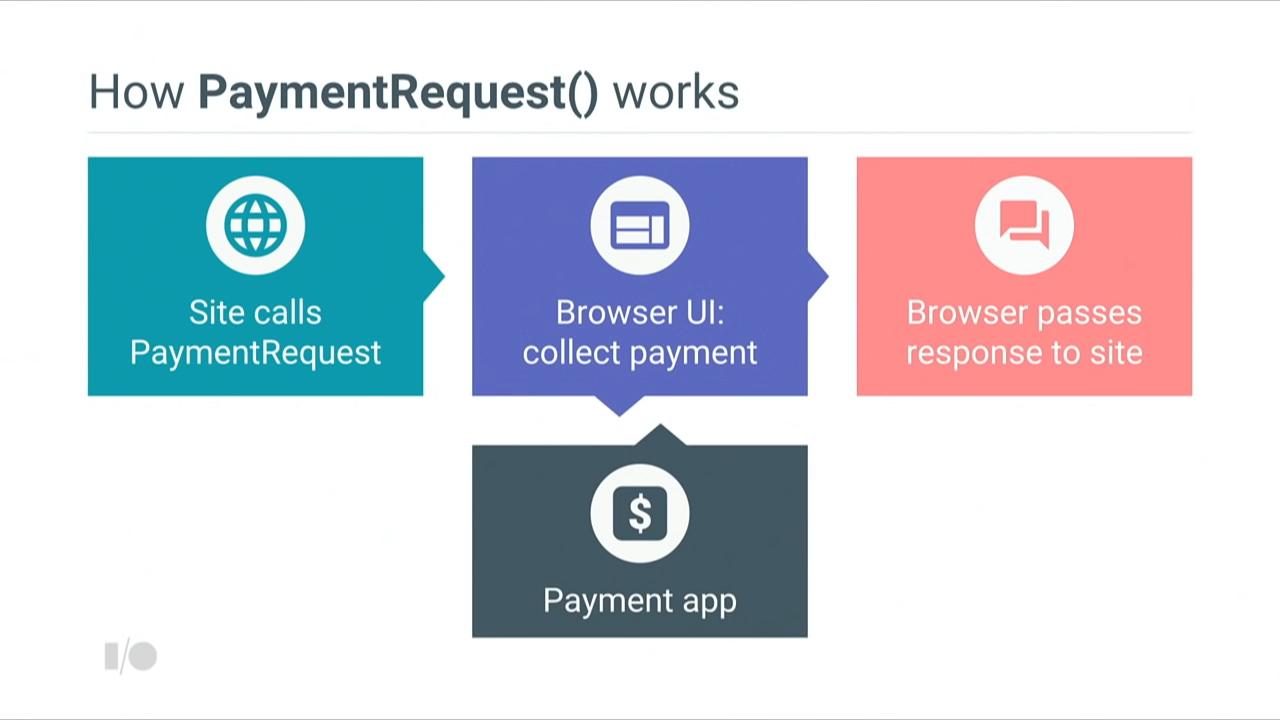 How PaymentRequest() works
Site calls
PaymentRequest
Browser UI:
collect payment
Browser passes
response to site
$
Payment app
I/O